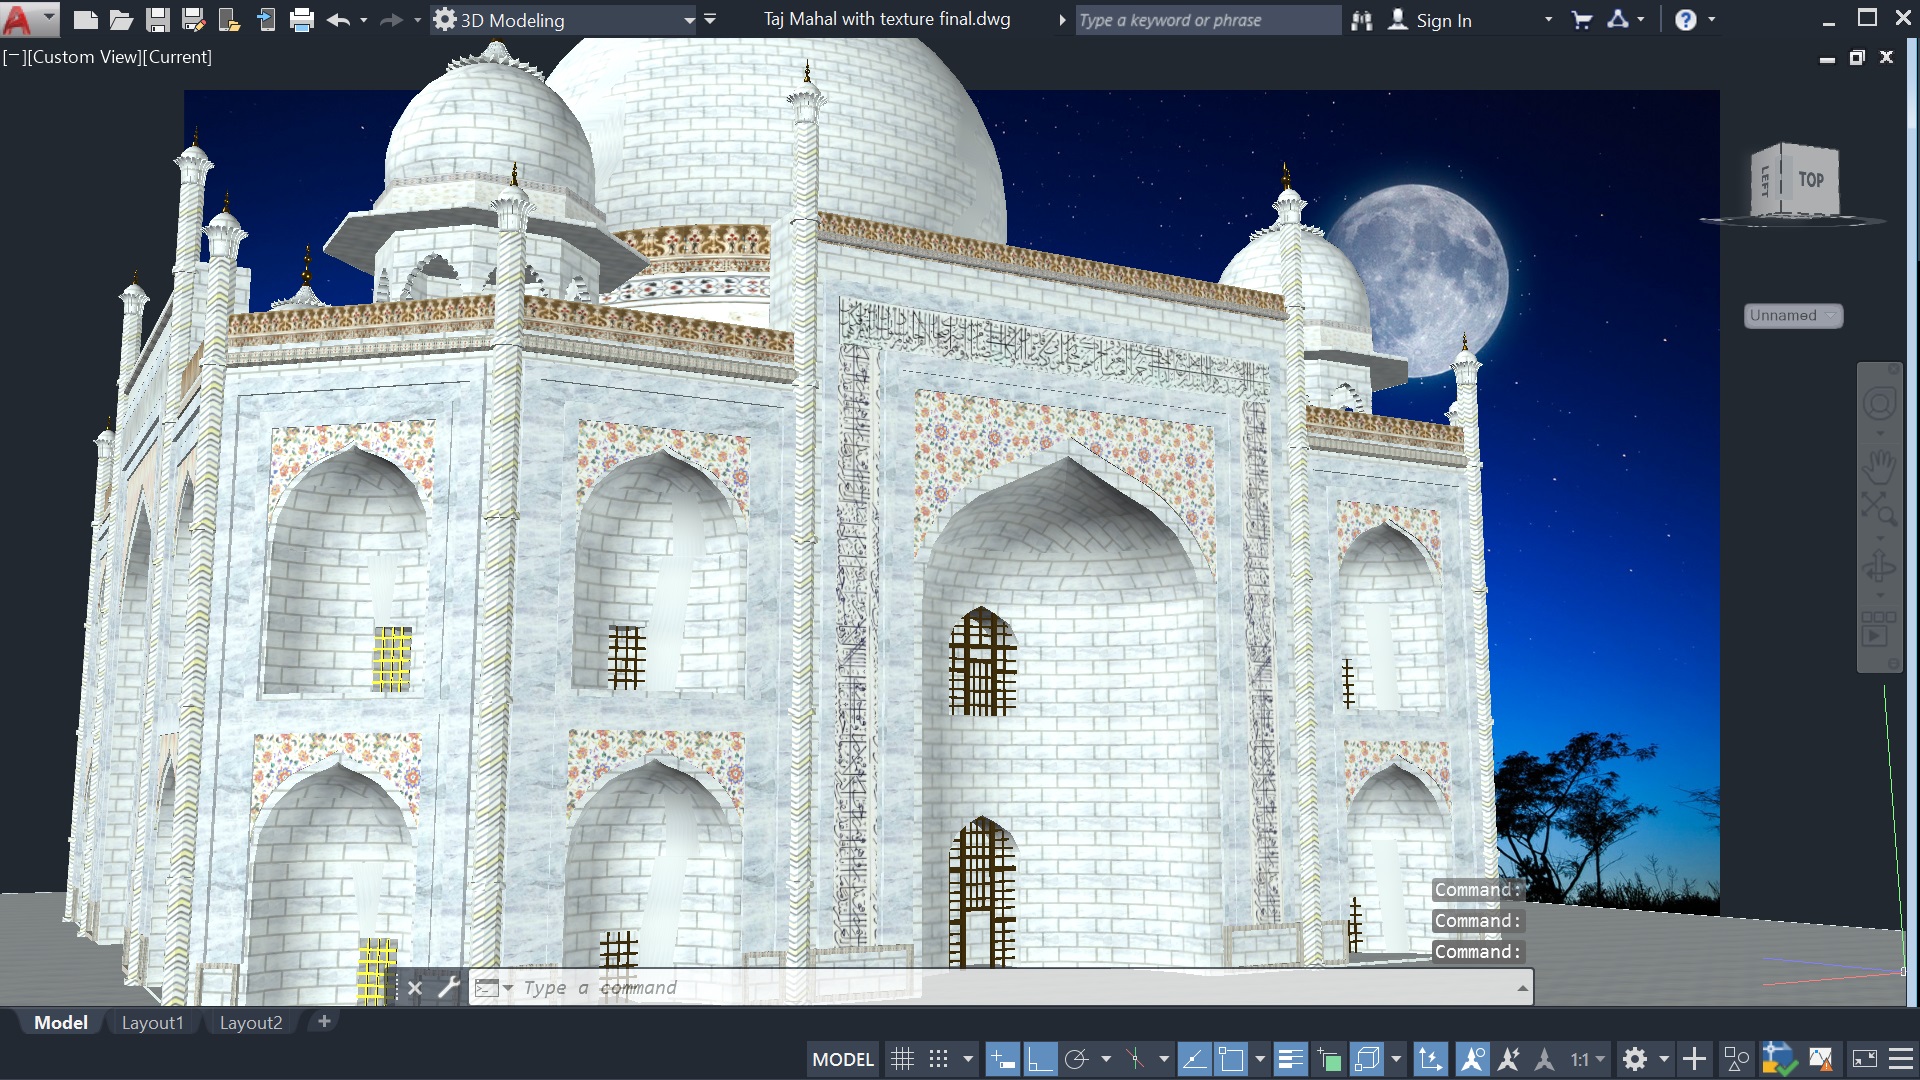 3D Modeling
Taj Mahal with texture final.dwg
Type a keyword or phrase
Sign In
[−][Custom View][Current]
LEFT
TOP
Unnamed
Command:
Command:
Command:
Type a command
Model
Layout1
Layout2
MODEL
1:1